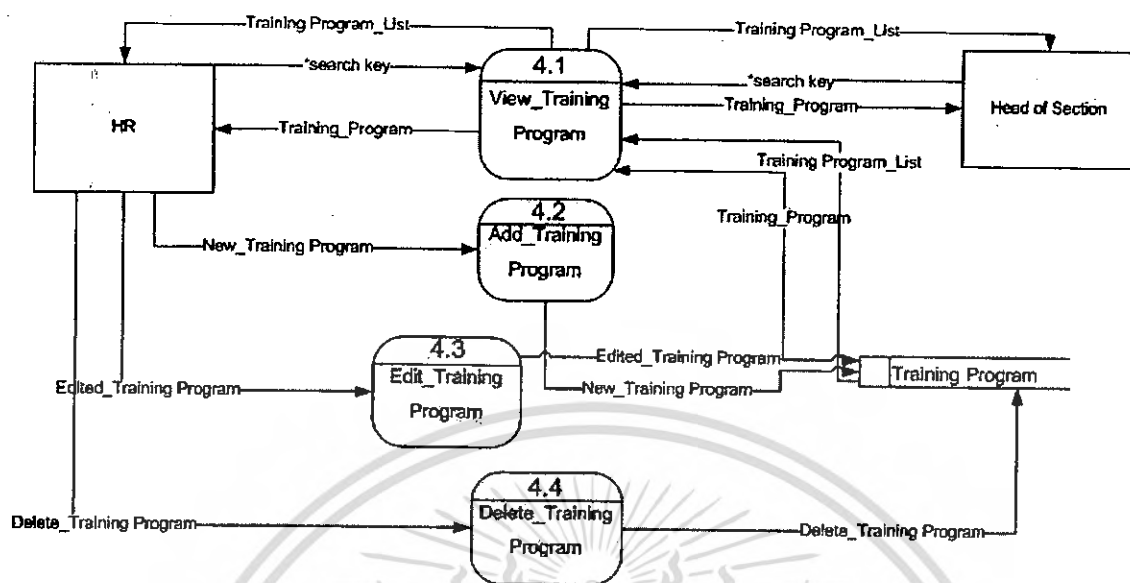 Training Program_List
Training Program_List
*search key
4.1
*search key
View_Training
Program
Training_Program
HR
Training_Program
Head of Section
Training Program_List
Training_Program
4.2
Add_Training
Program
New_Training Program
4.3
Edit_Training
Program
Edited_Training Program
Edited_Training Program
New_Training Program
Training Program
4.4
Delete_Training
Program
Delete_Training Program
Delete_Training Program